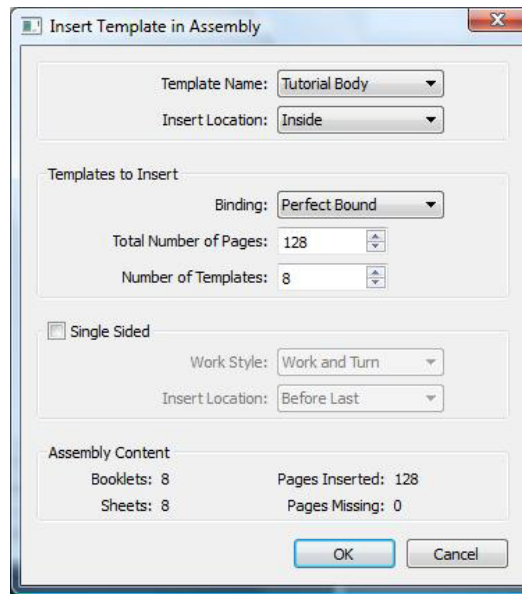 Insert Template in Assembly
Template Name: Tutorial Body
Insert Location: Inside
Templates to Insert
Binding: Perfect Bound
Total Number of Pages: 128
Number of Templates: 8
Single Sided
Work Style: Work and Turn
Insert Location: Before Last
Assembly Content
Booklets: 8 Pages Inserted: 128
Sheets: 8 Pages Missing: 0
OK Cancel